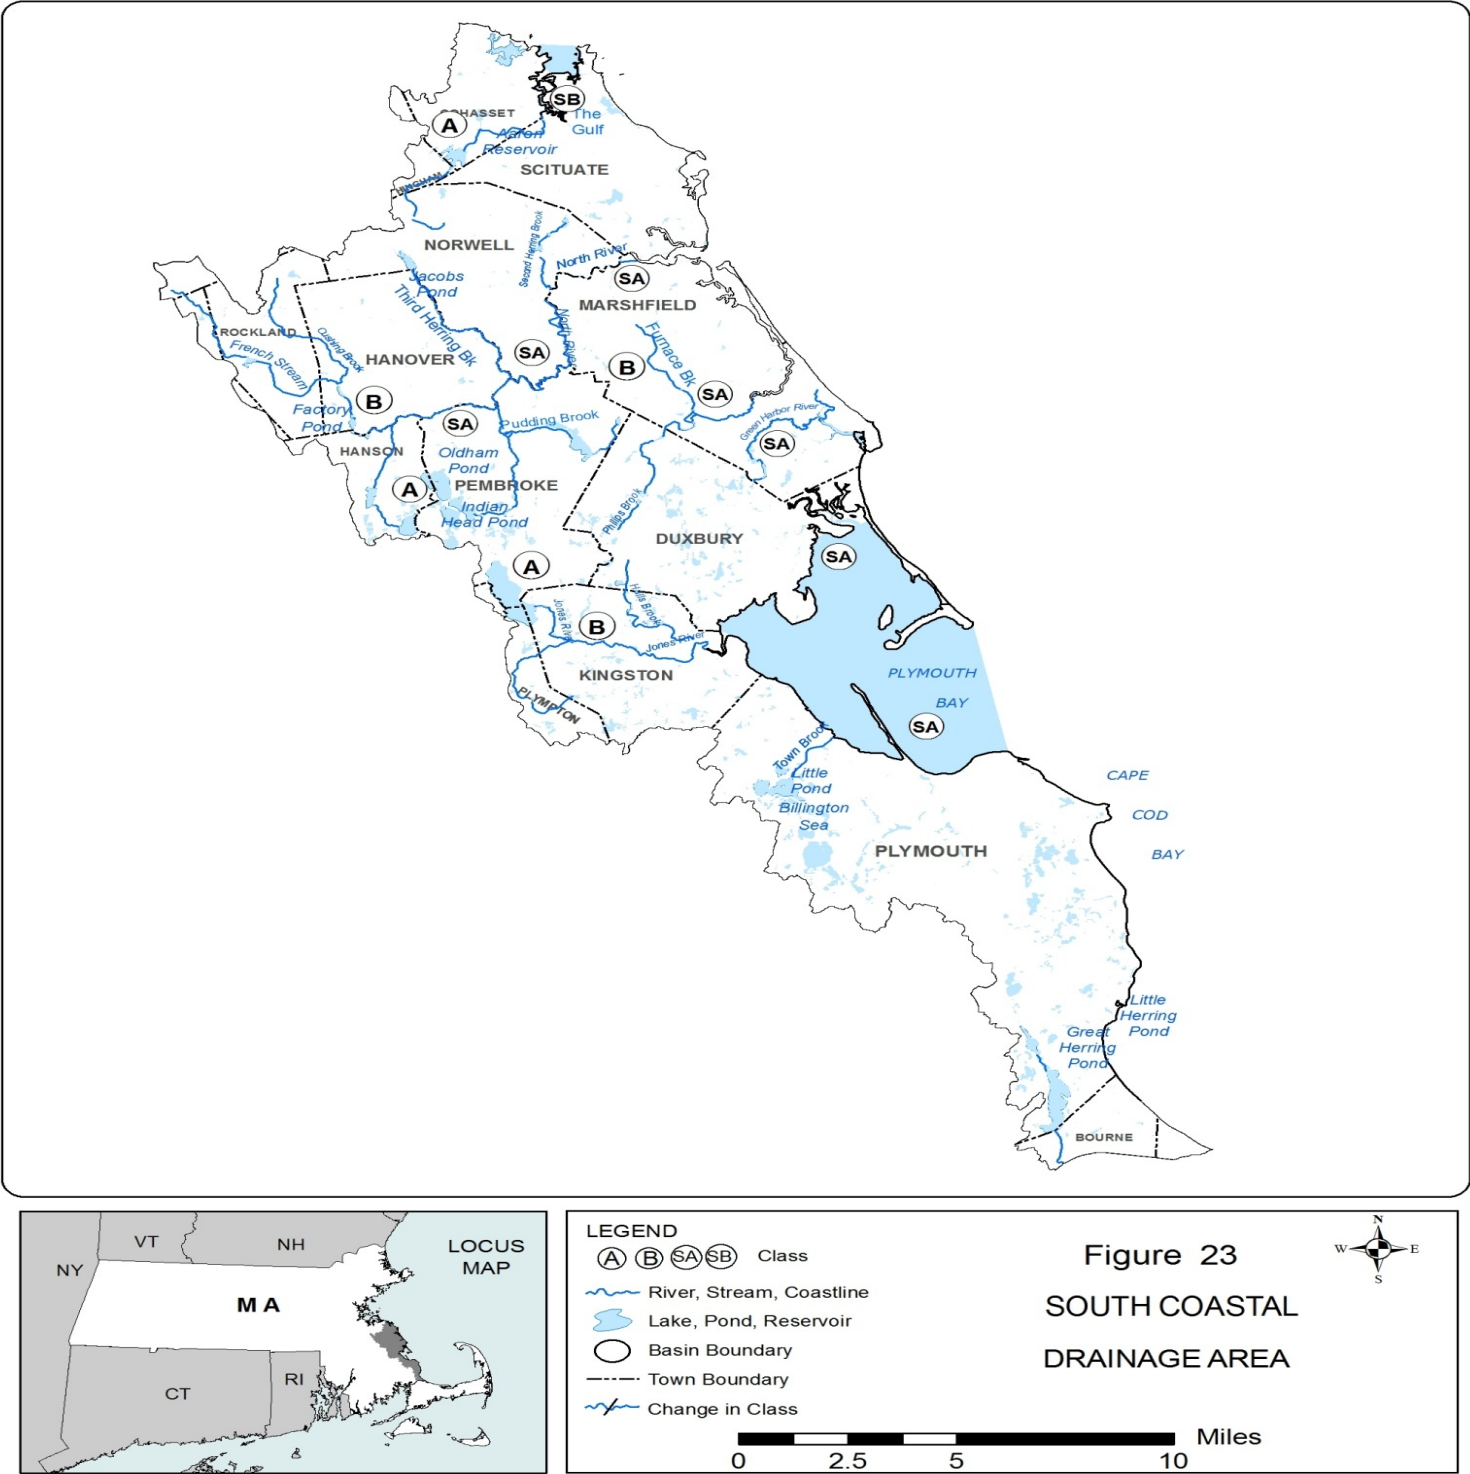 COHASSET
A
SB
The
Gulf
Aaron
Reservoir
SCITUATE
HINGHAM
NORWELL
Second Herring Brook
North River
SA
MARSHFIELD
Jacobs
Pond
Third Herring Bk
North River
ROCKLAND
French Stream
Cushing Brook
HANOVER
SA
B
Furnace Bk
SA
B
Factory
Pond
SA
Pudding Brook
Green Harbor River
SA
HANSON
Oldham
Pond
A
PEMBROKE
Indian
Head Pond
Philips Brook
DUXBURY
SA
A
Jones River
B
Halls Brook
Jones River
KINGSTON
PLYMPTON
PLYMOUTH
BAY
SA
Town Brook
Little
Pond
Billington
Sea
PLYMOUTH
CAPE
COD
BAY
Little
Herring
Pond
Great
Herring
Pond
BOURNE
NY
VT
NH
LOCUS
MAP
MA
CT
RI
LEGEND
A B SA SB Class
River, Stream, Coastline
Lake, Pond, Reservoir
Basin Boundary
Town Boundary
Change in Class
Figure 23
SOUTH COASTAL
DRAINAGE AREA
N
W E
S
0 2.5 5 10 Miles